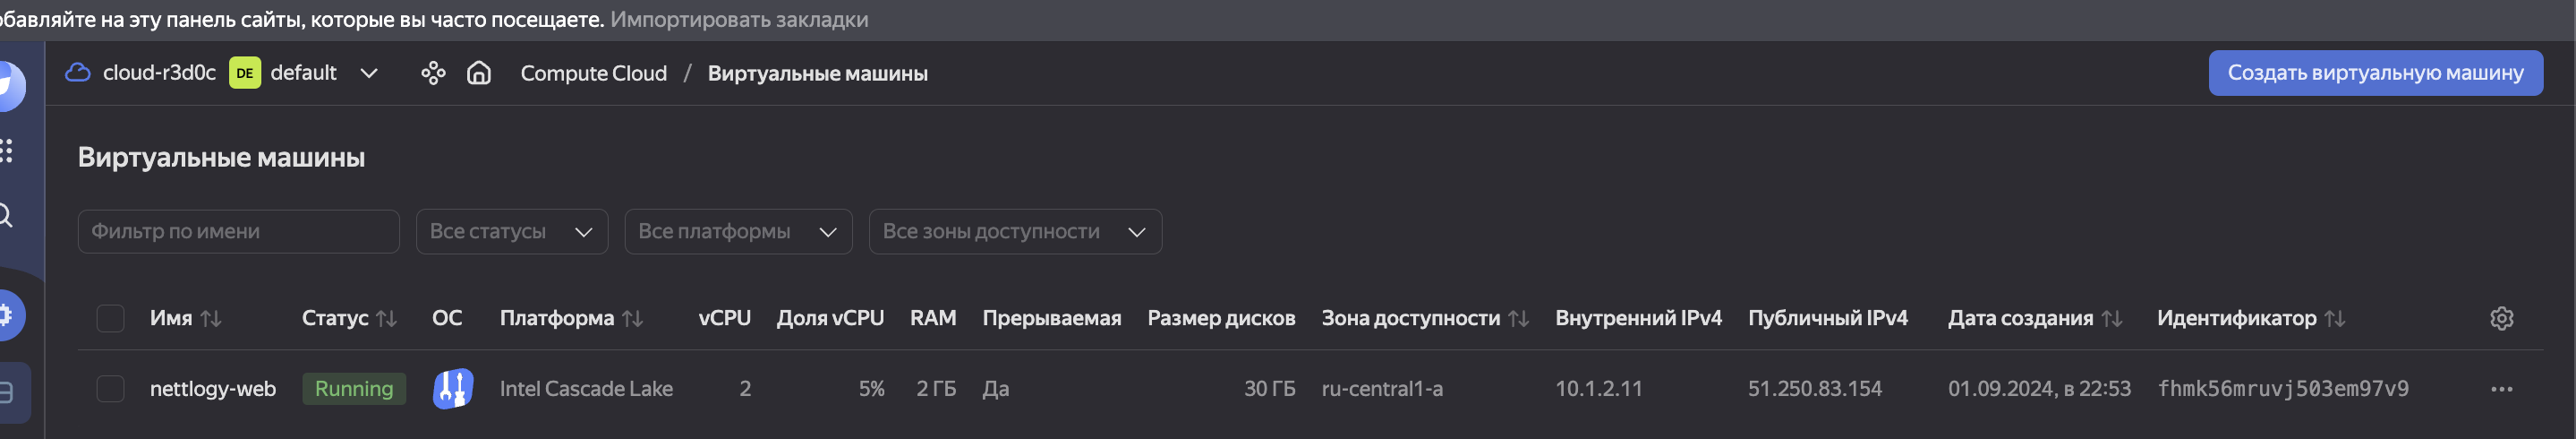 обавляйте на эту панель сайты, которые вы часто посещаете. Импортировать закладки
cloud-r3d0c DE default Compute Cloud / Виртуальные машины Создать виртуальную машину
Виртуальные машины
Фильтр по имени Все статусы Все платформы Все зоны доступности
Имя Статус ОС Платформа vCPU Доля vCPU RAM Прерываемая Размер дисков Зона доступности Внутренний IPv4 Публичный IPv4 Дата создания Идентификатор
nettlogy-web Running Intel Cascade Lake 2 5% 2 ГБ Да 30 ГБ ru-central1-a 10.1.2.11 51.250.83.154 01.09.2024, в 22:53 fhmk56mruvj503em97v9